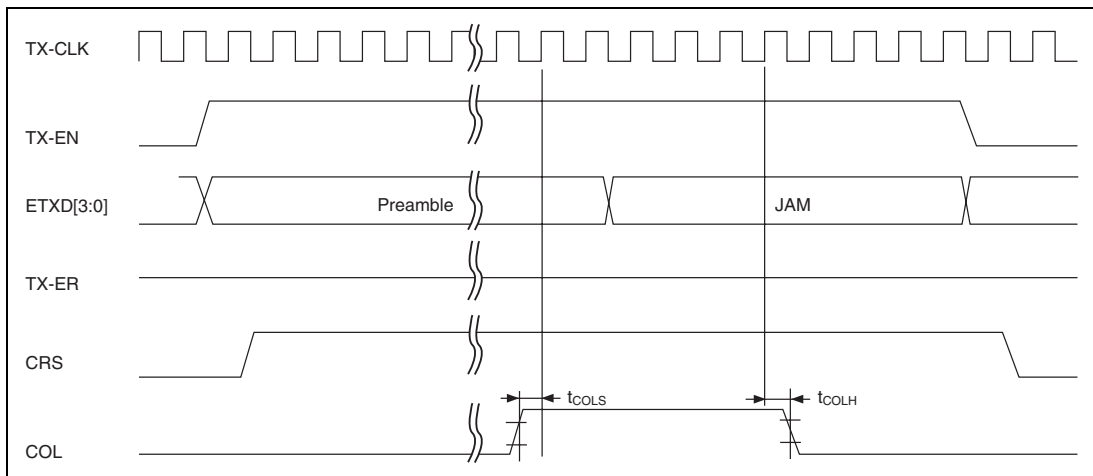 TX-CLK
TX-EN
ETXD[3:0]
Preamble
JAM
TX-ER
CRS
tCOLS
tCOLH
COL